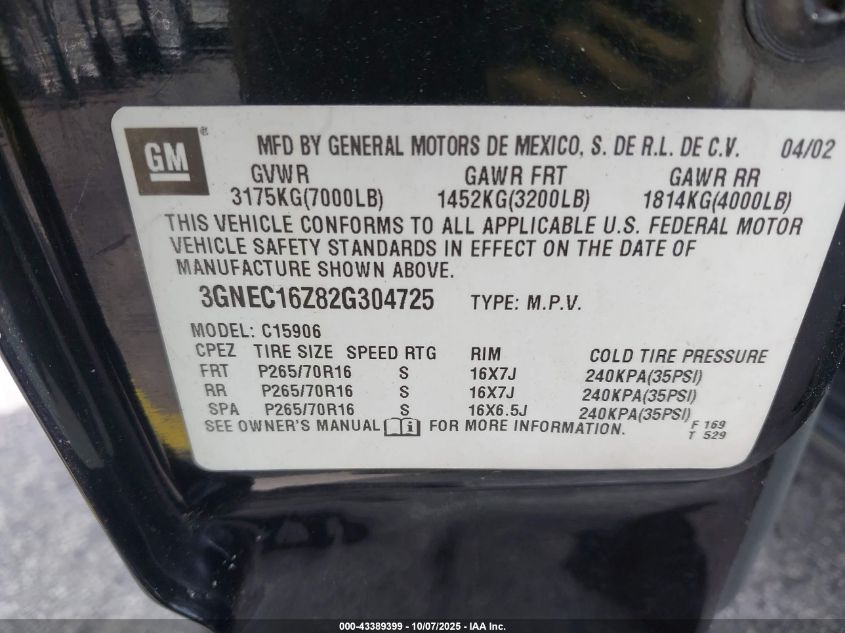 GM ® MFD BY GENERAL MOTORS DE MEXICO, S. DE R.L. DE C.V. 04/02
GVWR GAWR FRT GAWR RR
3175KG(7000LB) 1452KG(3200LB) 1814KG(4000LB)
THIS VEHICLE CONFORMS TO ALL APPLICABLE U.S. FEDERAL MOTOR
VEHICLE SAFETY STANDARDS IN EFFECT ON THE DATE OF
MANUFACTURE SHOWN ABOVE.
3GNEC16Z82G304725 TYPE: M.P.V.
MODEL: C15906
CPEZ TIRE SIZE SPEED RTG RIM COLD TIRE PRESSURE
FRT P265/70R16 S 16X7J 240KPA(35PSI)
RR P265/70R16 S 16X7J 240KPA(35PSI)
SPA P265/70R16 S 16X6.5J 240KPA(35PSI)
SEE OWNER'S MANUAL i FOR MORE INFORMATION. F 169
T 529
000-43389399 - 10/07/2025 - IAA Inc.